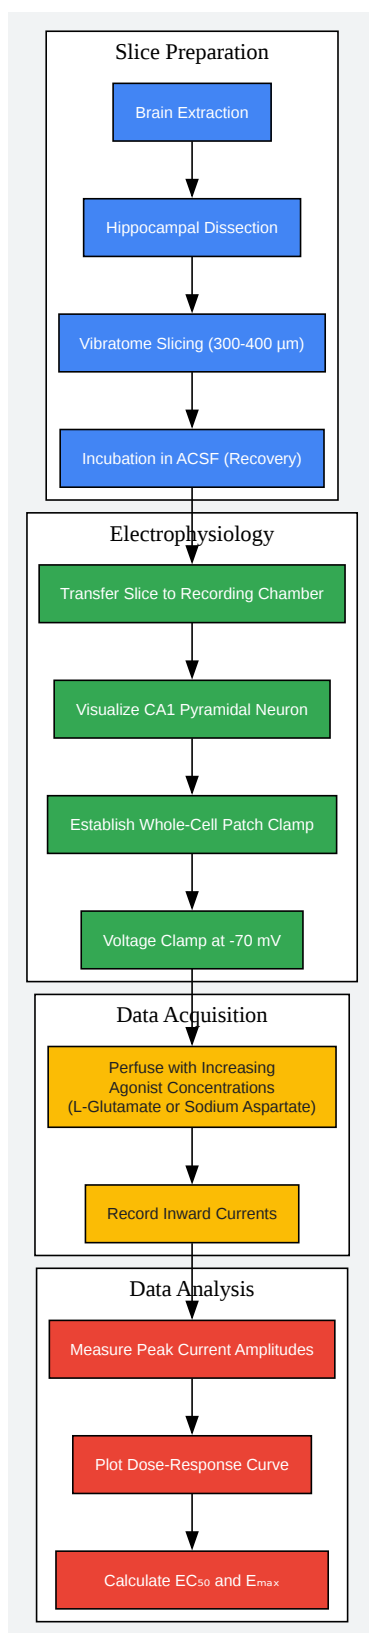 Slice Preparation
Brain Extraction
Hippocampal Dissection
Vibratome Slicing (300-400 µm)
Incubation in ACSF (Recovery)
Electrophysiology
Transfer Slice to Recording Chamber
Visualize CA1 Pyramidal Neuron
Establish Whole-Cell Patch Clamp
Voltage Clamp at -70 mV
Data Acquisition
Perfuse with Increasing
Agonist Concentrations
(L-Glutamate or Sodium Aspartate)
Record Inward Currents
Data Analysis
Measure Peak Current Amplitudes
Plot Dose-Response Curve
Calculate EC₅₀ and Eₘₐₓ